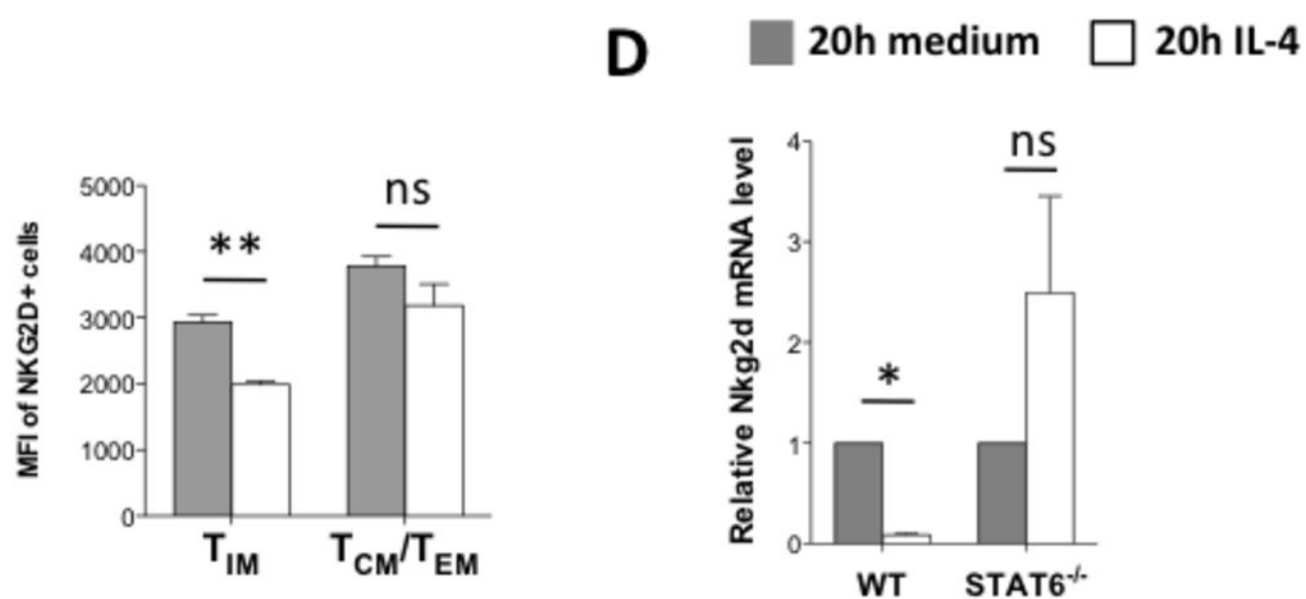 MFI of NKG2D+ cells
5000
4000
3000
2000
1000
0
**
ns
TIM
TCM/TEM
D
20h medium
20h IL-4
Relative Nkg2d mRNA level
4
3
2
1
0
*
ns
WT
STAT6-/-